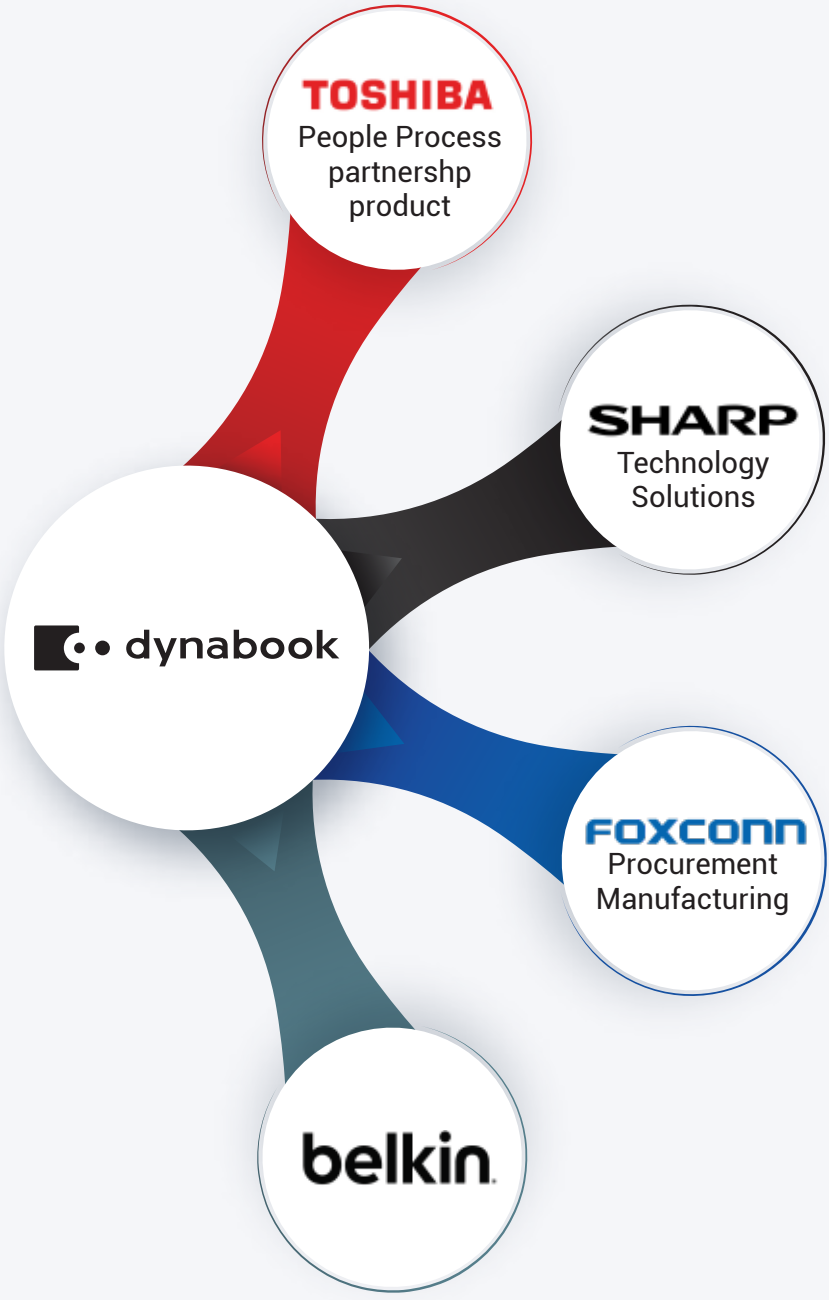 TOSHIBA
People Process
partnershp
product
SHARP
Technology
Solutions
dynabook
FOXCONN
Procurement
Manufacturing
belkin.